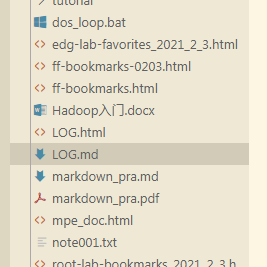 tutorial
dos_loop.bat
edg-lab-favorites_2021_2_3.html
ff-bookmarks-0203.html
ff-bookmarks.html
Hadoop入门.docx
LOG.html
LOG.md
markdown_pra.md
markdown_pra.pdf
mpe_doc.html
note001.txt
root-lab-bookmarks_2021_2_3.h